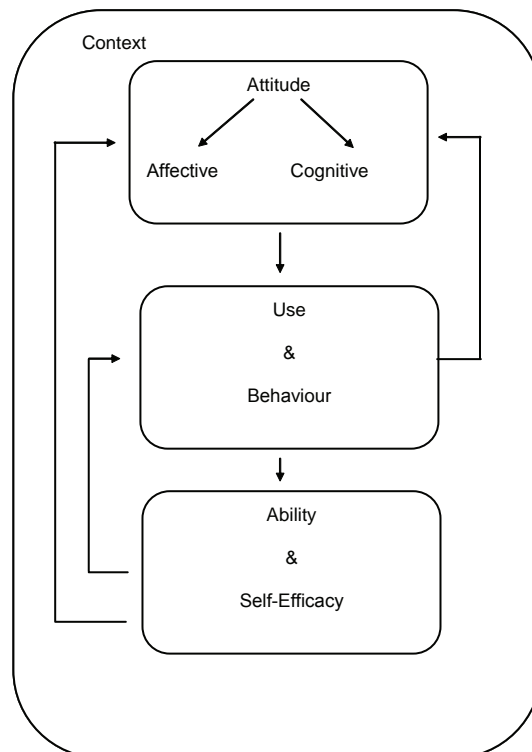 Context
Attitude
Affective Cognitive
Use
&
Behaviour
Ability
&
Self-Efficacy